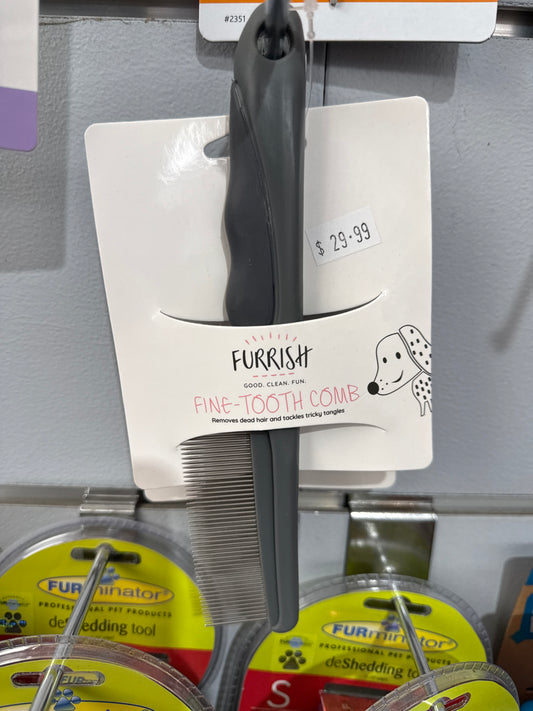 #2351
$ 29.99
FURRISH
GOOD. CLEAN. FUN.
FINE-TOOTH COMB
Removes dead hair and tackles tricky tangles
FURminator®
PROFESSIONAL PET PRODUCTS
deShedding tool
FURminator®
PROFESSIONAL PET PRODUCTS
deShedding tool
S